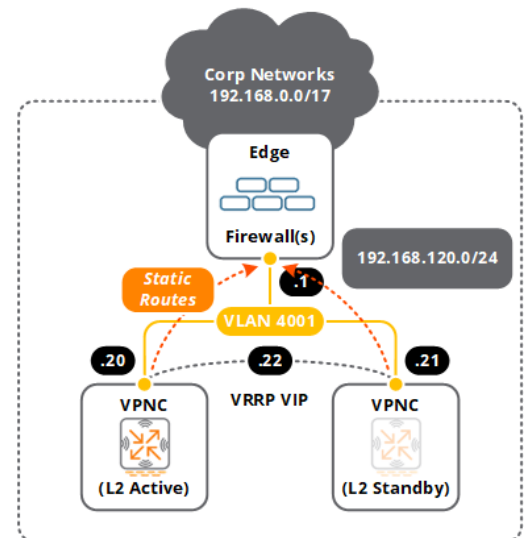 Corp Networks
192.168.0.0/17
Edge
Firewall(s)
192.168.120.0/24
Static
Routes
.1
VLAN 4001
.20
.22
.21
VPNC
VRRP VIP
VPNC
(L2 Active)
(L2 Standby)